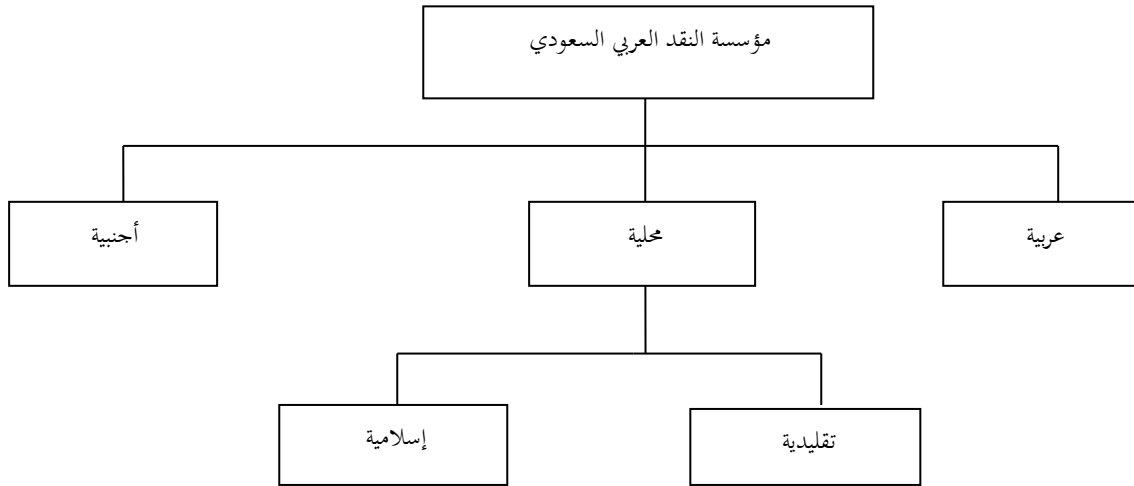 مؤسسة النقد العربي السعودي
عربية
محلية
أجنبية
تقليدية
إسلامية